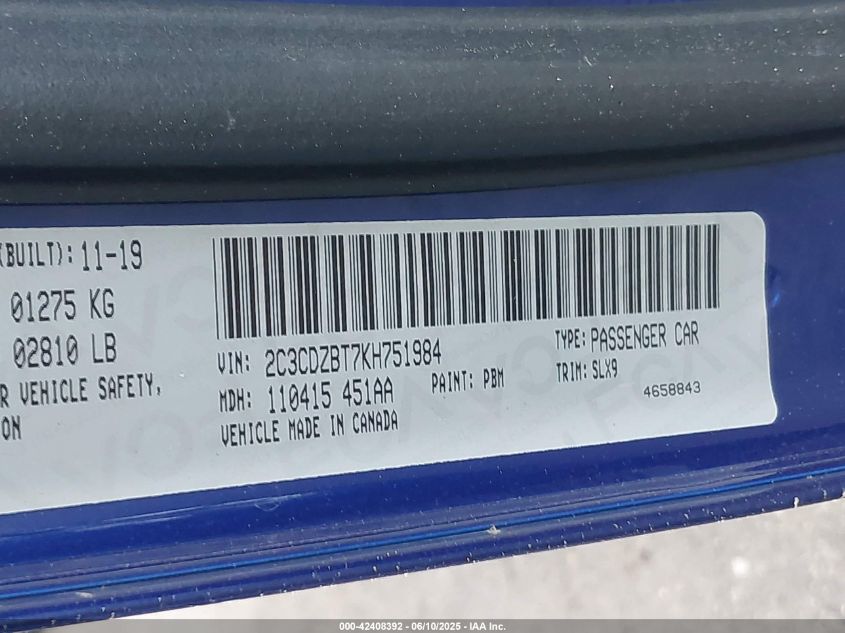 (BUILT): 11-19
01275 KG
02810 LB
R VEHICLE SAFETY,
ON
VIN: 2C3CDZBT7KH751984
TYPE: PASSENGER CAR
MDH: 110415 451AA
PAINT: PBM
TRIM: SLX9
VEHICLE MADE IN CANADA
4658843
000-42408392 - 06/10/2025 - IAA Inc.